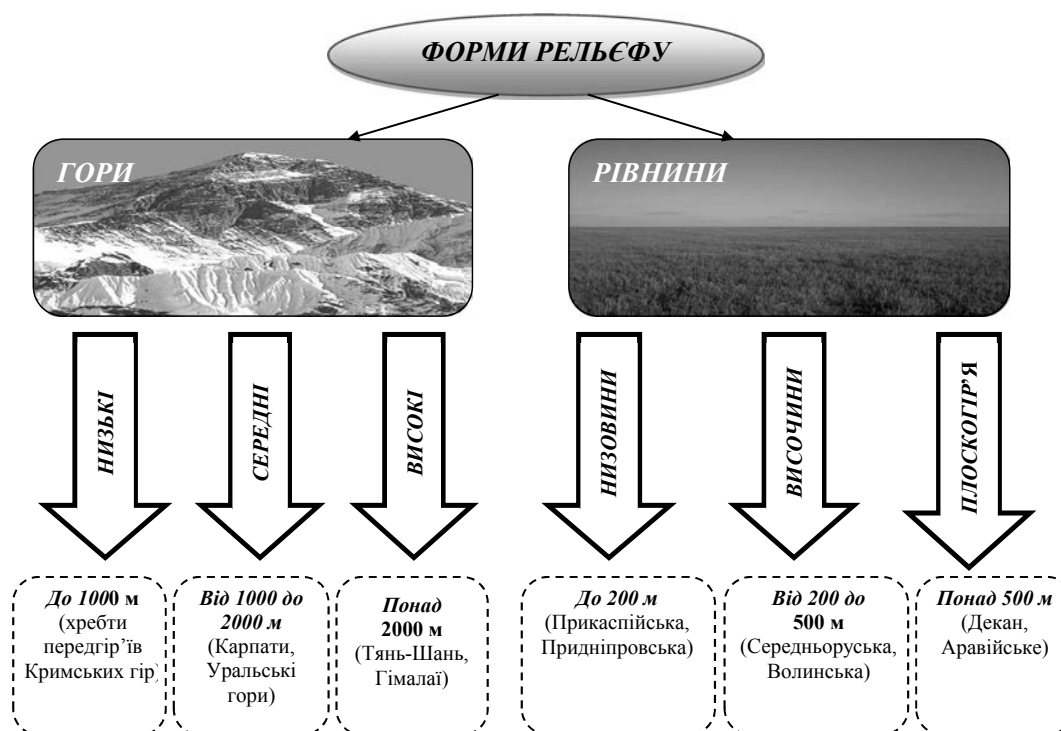 ФОРМИ РЕЛЬЄФУ
ГОРИ
РІВНИНИ
НИЗЬКІ
СЕРЕДНІ
ВИСОКІ
НИЗОВИНИ
ВИСОЧИНИ
ПЛОСКОГІР’Я
До 1000 м
(хребти
передгір’їв
Кримських гір)
Від 1000 до
2000 м
(Карпати,
Уральські
гори)
Понад
2000 м
(Тянь-Шань,
Гімалаї)
До 200 м
(Прикаспійська,
Придніпровська)
Від 200 до
500 м
(Середньоруська,
Волинська)
Понад 500 м
(Декан,
Аравійське)